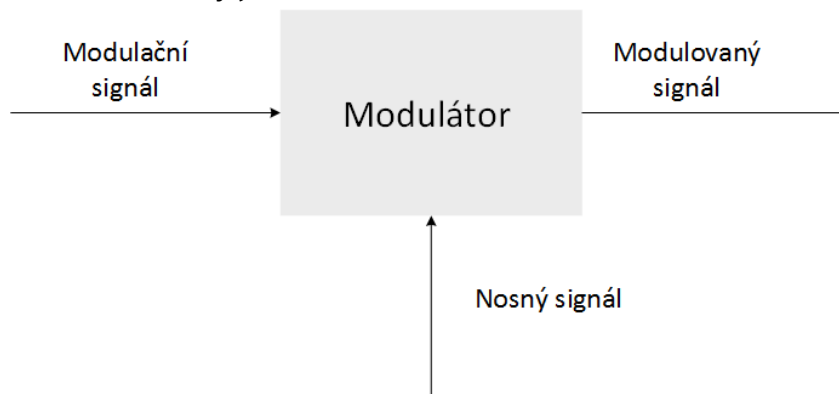 Modulační
signál
Modulátor
Modulovaný
signál
Nosný signál